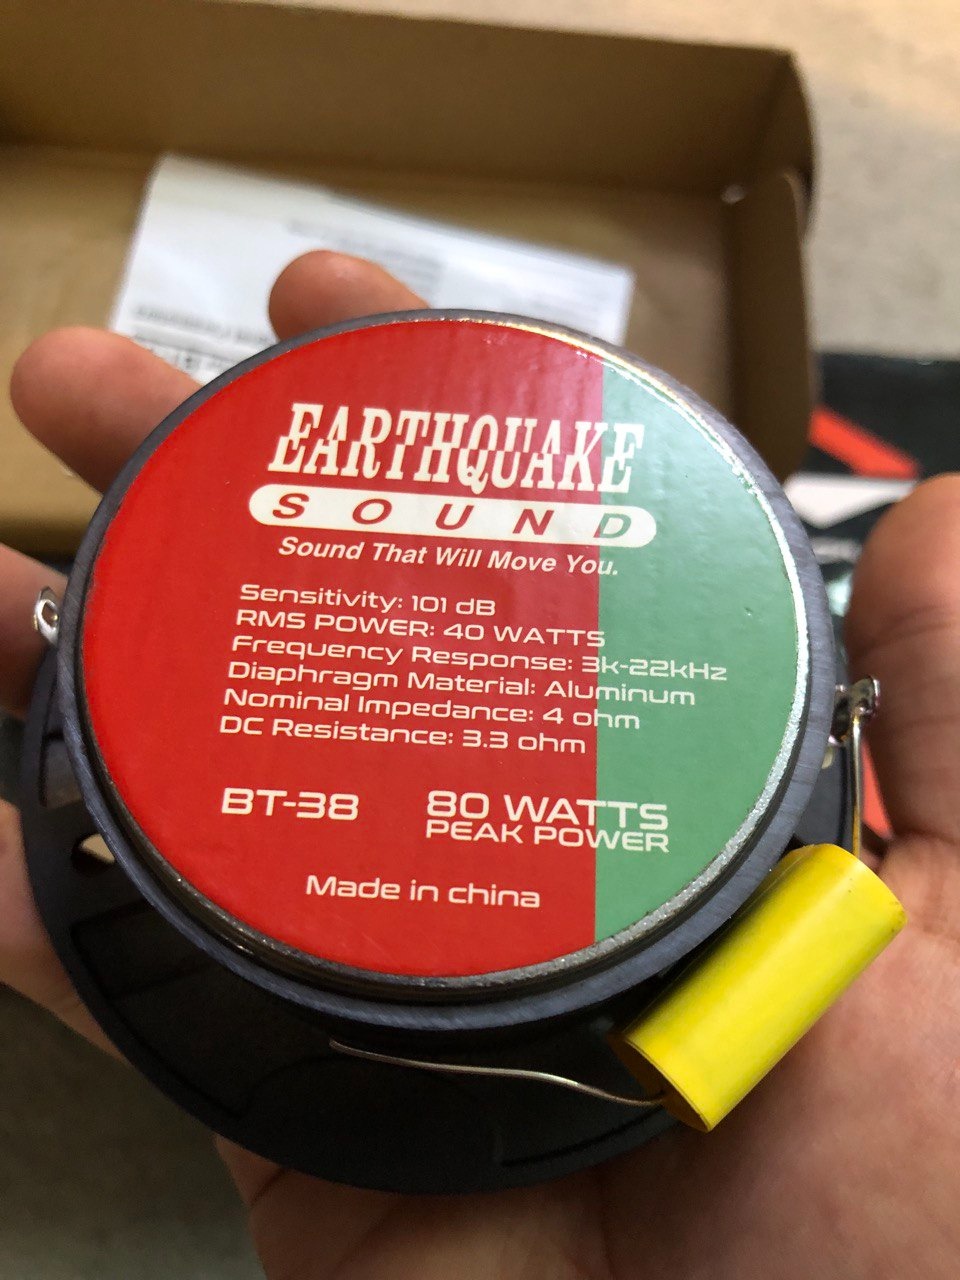 EARTHQUAKE
SOUND
Sound That Will Move You.
Sensitivity: 101 dB
RMS POWER: 40 WATTS
Frequency Response: 3k-22kHz
Diaphragm Material: Aluminum
Nominal Impedance: 4 ohm
DC Resistance: 3.3 ohm
BT-38
80 WATTS
PEAK POWER
Made in china